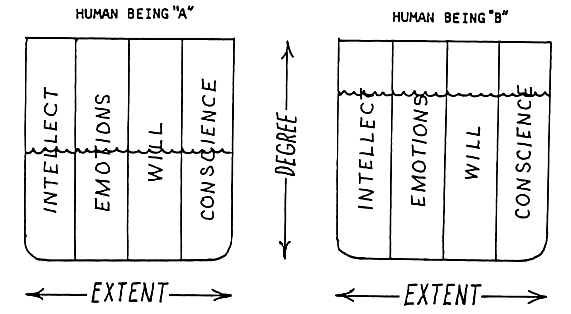 HUMAN BEING "A"
INTELLECT
EMOTIONS
WILL
CONSCIENCE
EXTENT
DEGREE
HUMAN BEING "B"
INTELLECT
EMOTIONS
WILL
CONSCIENCE
EXTENT